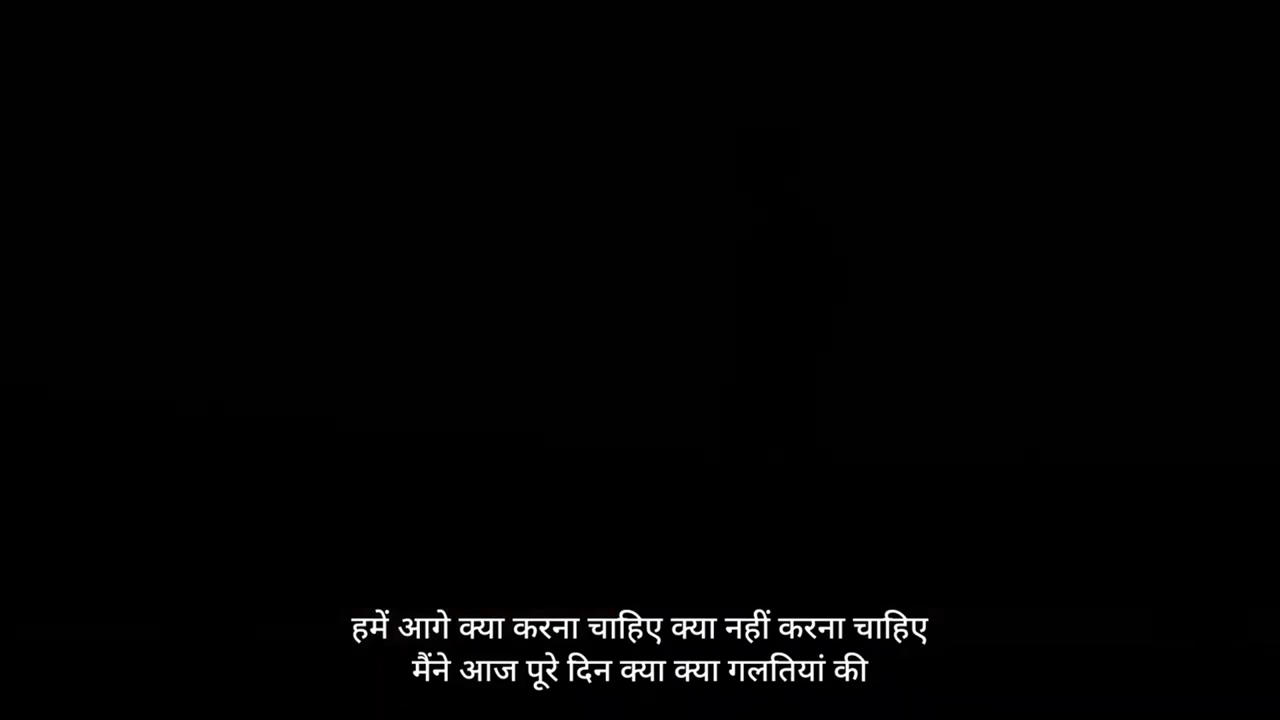 हमें आगे क्या करना चाहिए क्या नहीं करना चाहिए
मैंने आज पूरे दिन क्या क्या गलतियां की